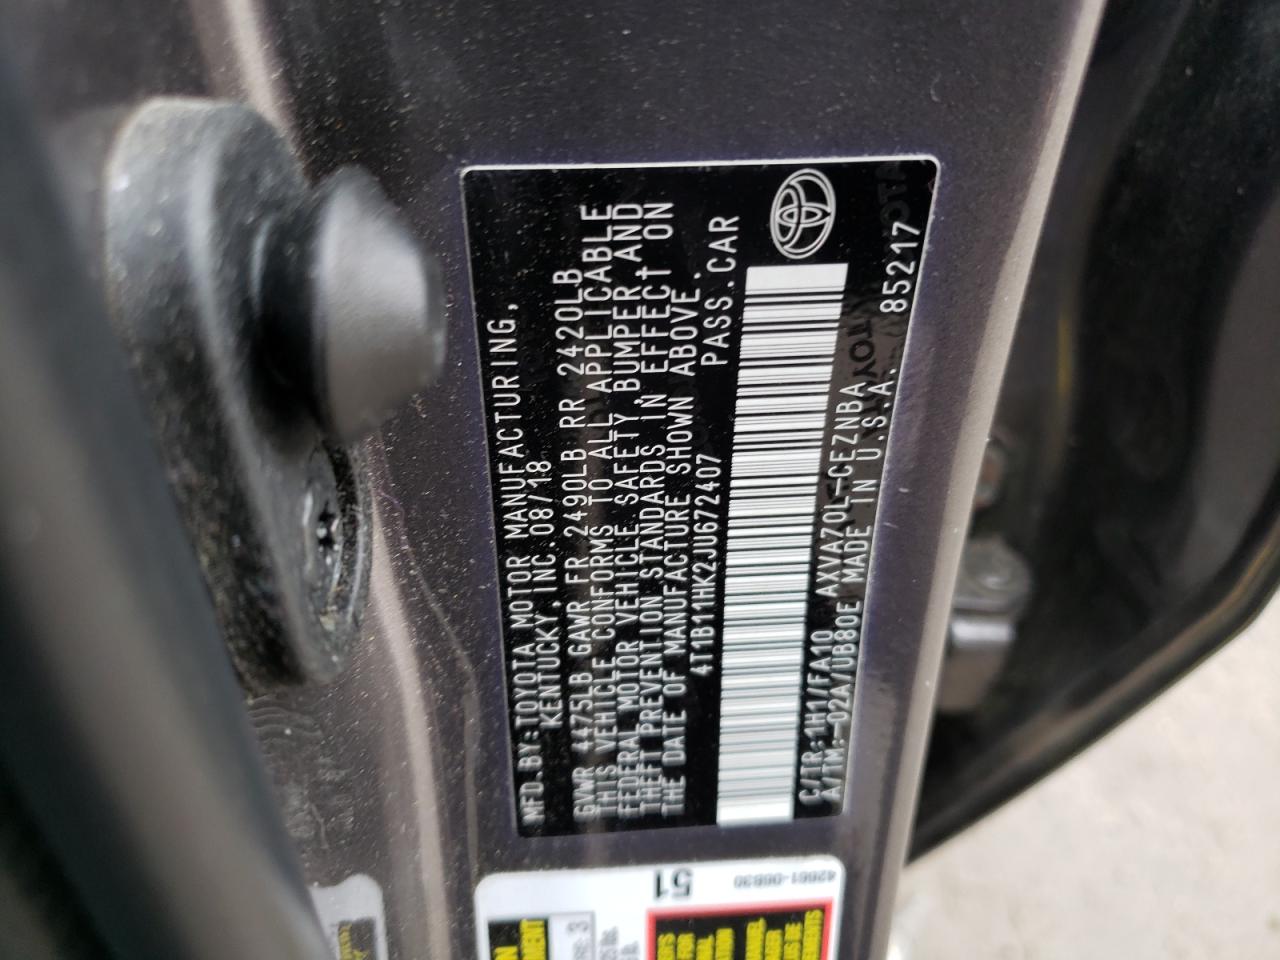 MFD.BY:TOYOTA MOTOR MANUFACTURING,
KENTUCKY,INC.08/18
GVWR 4475LB GAWR FR 2490LB RR 2420LB
THIS VEHICLE CONFORMS TO ALL APPLICABLE
FEDERAL MOTOR VEHICLE SAFETY,BUMPER,AND
THEFT PREVENTION STANDARDS IN EFFECT ON
THE DATE OF MANUFACTURE SHOWN ABOVE.
4T1B11HK2JU672407 PASS.CAR
C/TR:1H1/FA10 AXVA70L-CEZNBA
A/TM:-02A/UB80E MADE IN U.S.A. 85217
51
42661-06B30